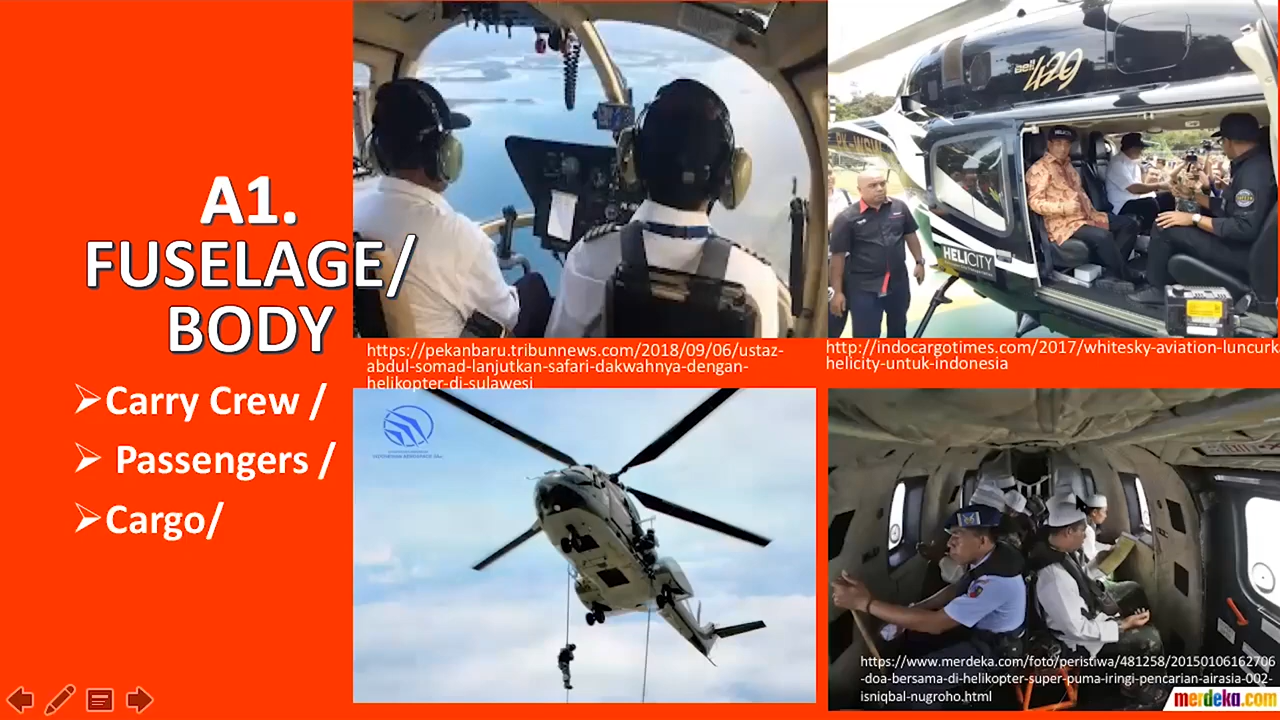 A1.
FUSELAGE/
BODY
➢Carry Crew /
➢ Passengers /
➢Cargo/
https://pekanbaru.tribunnews.com/2018/09/06/ustaz-
abdul-somad-lanjutkan-safari-dakwahnya-dengan-
helikopter-di-sulawesi
Bell 429
HELICITY
HELICITY
http://indocargotimes.com/2017/whitesky-aviation-luncurk
helicity-untuk-indonesia
https://www.merdeka.com/foto/peristiwa/481258/20150106162706
-doa-bersama-di-helikopter-super-puma-iringi-pencarian-airasia-002-
isniqbal-nugroho.html
merdeka.com